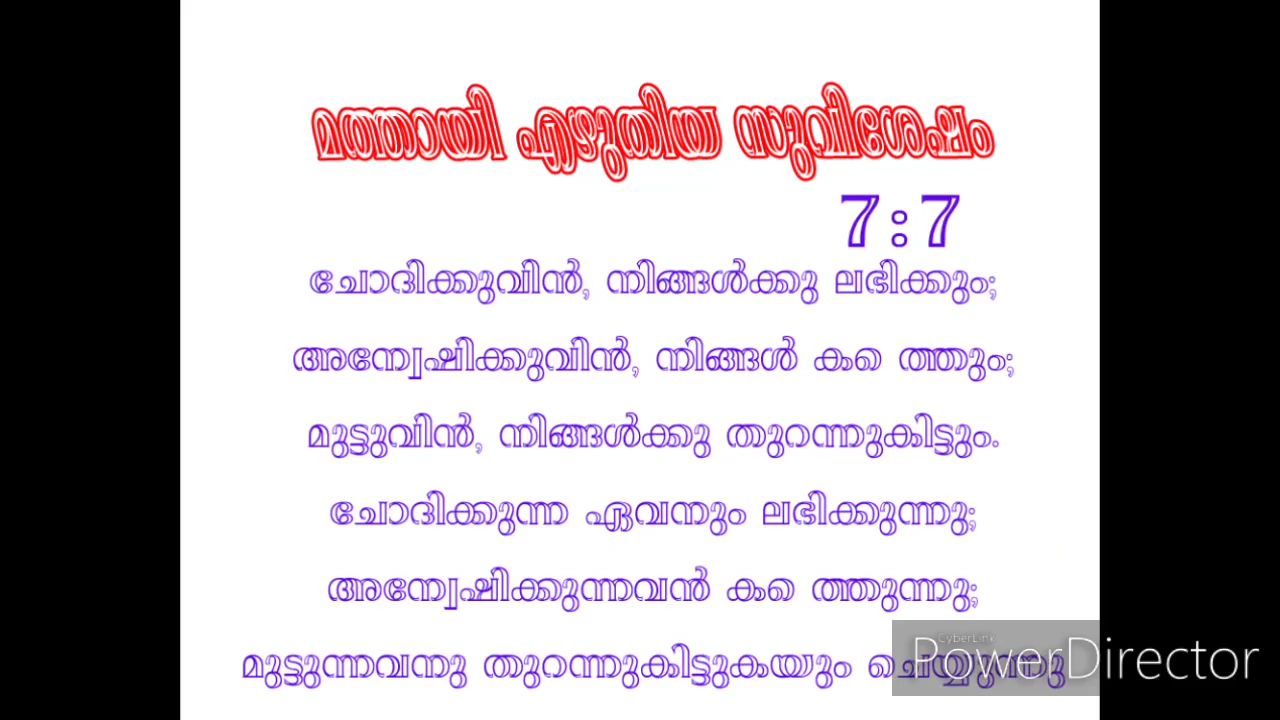 മത്തായി എഴുതിയ സുവിശേഷം
7:7
ചോദിക്കുവിൻ, നിങ്ങൾക്കു ലഭിക്കും;
അന്വേഷിക്കുവിൻ, നിങ്ങൾ കണ്ടെ ത്തും;
മുട്ടുവിൻ, നിങ്ങൾക്കു തുറന്നുകിട്ടും.
ചോദിക്കുന്ന ഏവനും ലഭിക്കുന്നു;
അന്വേഷിക്കുന്നവൻ കണ്ടെ ത്തുന്നു;
മുട്ടുന്നവനു തുറന്നുകിട്ടുകയും ചെയ്യുന്നു
CyberLink
PowerDirector